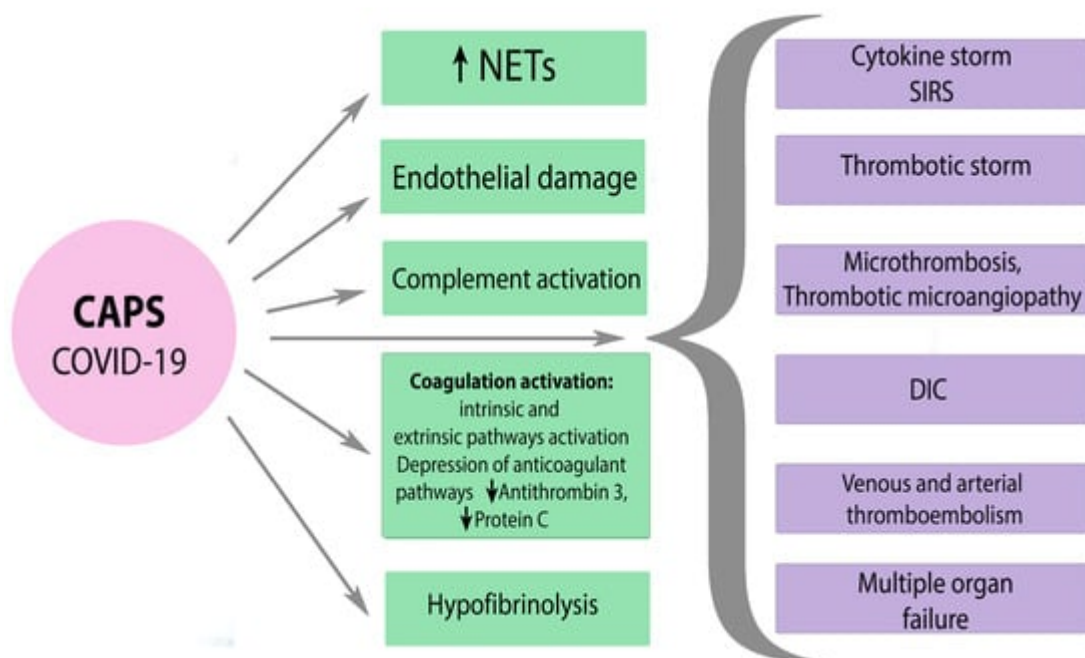 CAPS
COVID-19
↑ NETs
Endothelial damage
Complement activation
Coagulation activation:
intrinsic and
extrinsic pathways activation
Depression of anticoagulant
pathways ↓Antithrombin 3,
↓Protein C
Hypofibrinolysis
Cytokine storm
SIRS
Thrombotic storm
Microthrombosis,
Thrombotic microangiopathy
DIC
Venous and arterial
thromboembolism
Multiple organ
failure